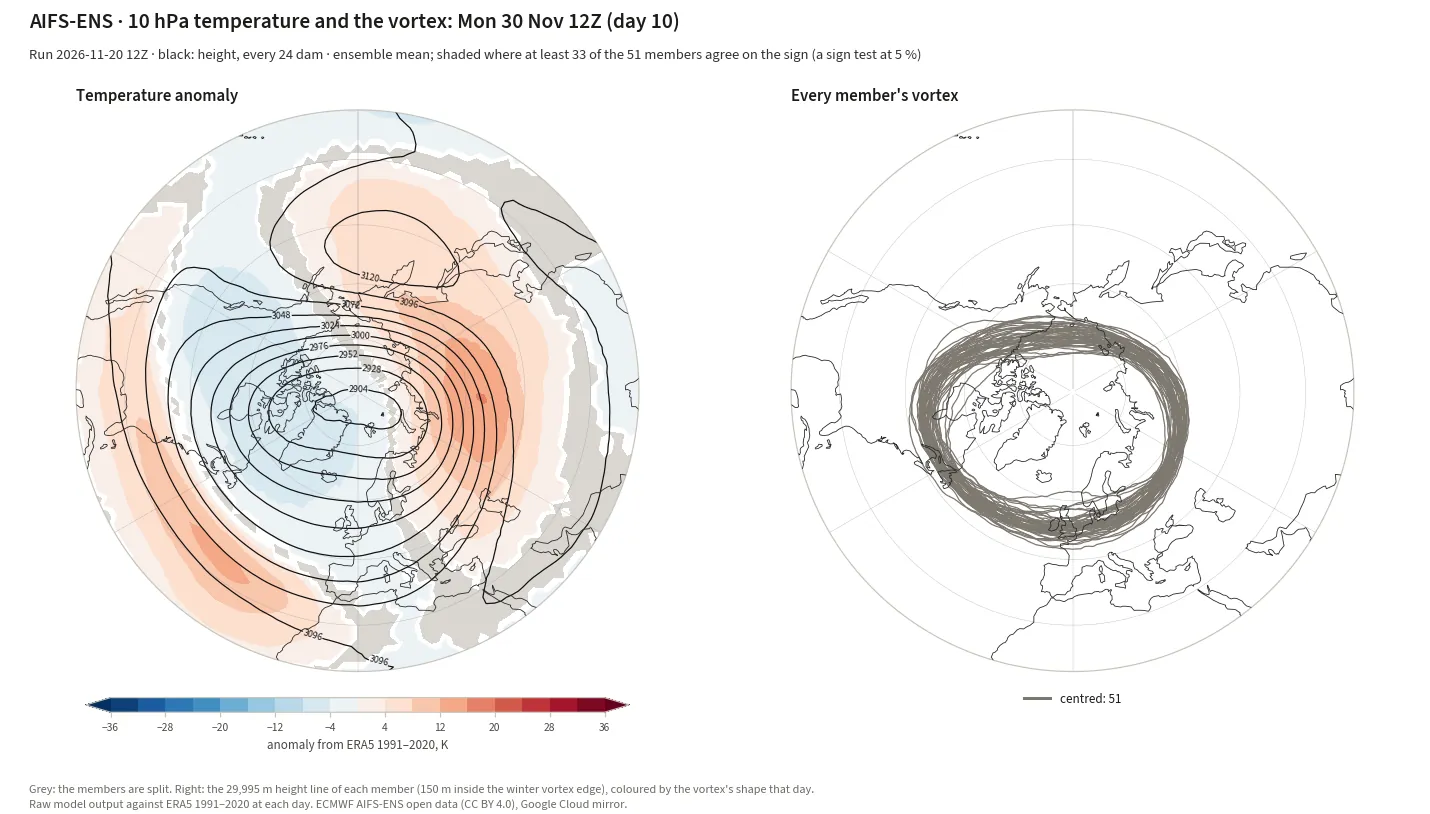 AIFS-ENS · 10 hPa temperature and the vortex: Mon 30 Nov 12Z (day 10)
Run 2026-11-20 12Z · black: height, every 24 dam · ensemble mean; shaded where at least 33 of the 51 members agree on the sign (a sign test at 5 %)
Temperature anomaly
Every member's vortex
3120
3096
3072
3048
3024
3000
2976
2952
2928
2904
3096
3096
centred: 51
−36 −28 −20 −12 −4 4 12 20 28 36
anomaly from ERA5 1991–2020, K
Grey: the members are split. Right: the 29,995 m height line of each member (150 m inside the winter vortex edge), coloured by the vortex's shape that day.
Raw model output against ERA5 1991–2020 at each day. ECMWF AIFS-ENS open data (CC BY 4.0), Google Cloud mirror.